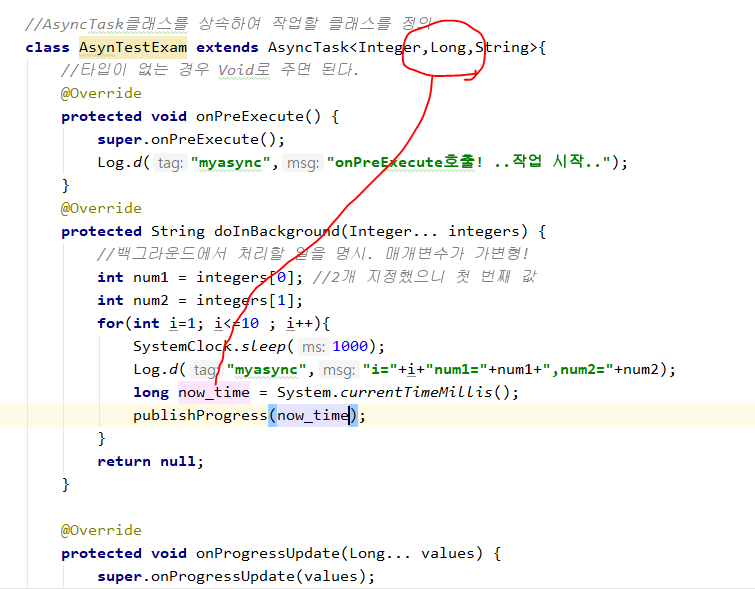 //AsyncTask클래스를 상속하여 작업할 클래스를 정의
class AsynTestExam extends AsyncTask<Integer,Long,String>{
//타입이 없는 경우 Void로 주면 된다.
@Override
protected void onPreExecute() {
super.onPreExecute();
Log.d( tag: "myasync", msg: "onPreExecute호출! ..작업 시작..");
}
@Override
protected String doInBackground(Integer... integers) {
//백그라운드에서 처리할 일을 명시. 매개변수가 가변형!
int num1 = integers[0]; //2개 지정했으니 첫 번째 값
int num2 = integers[1];
for(int i=1; i<=10 ; i++){
SystemClock.sleep( ms: 1000);
Log.d( tag: "myasync", msg: "i="+i+"num1="+num1+",num2="+num2);
long now_time = System.currentTimeMillis();
publishProgress(now_time);
}
return null;
}
@Override
protected void onProgressUpdate(Long... values) {
super.onProgressUpdate(values);